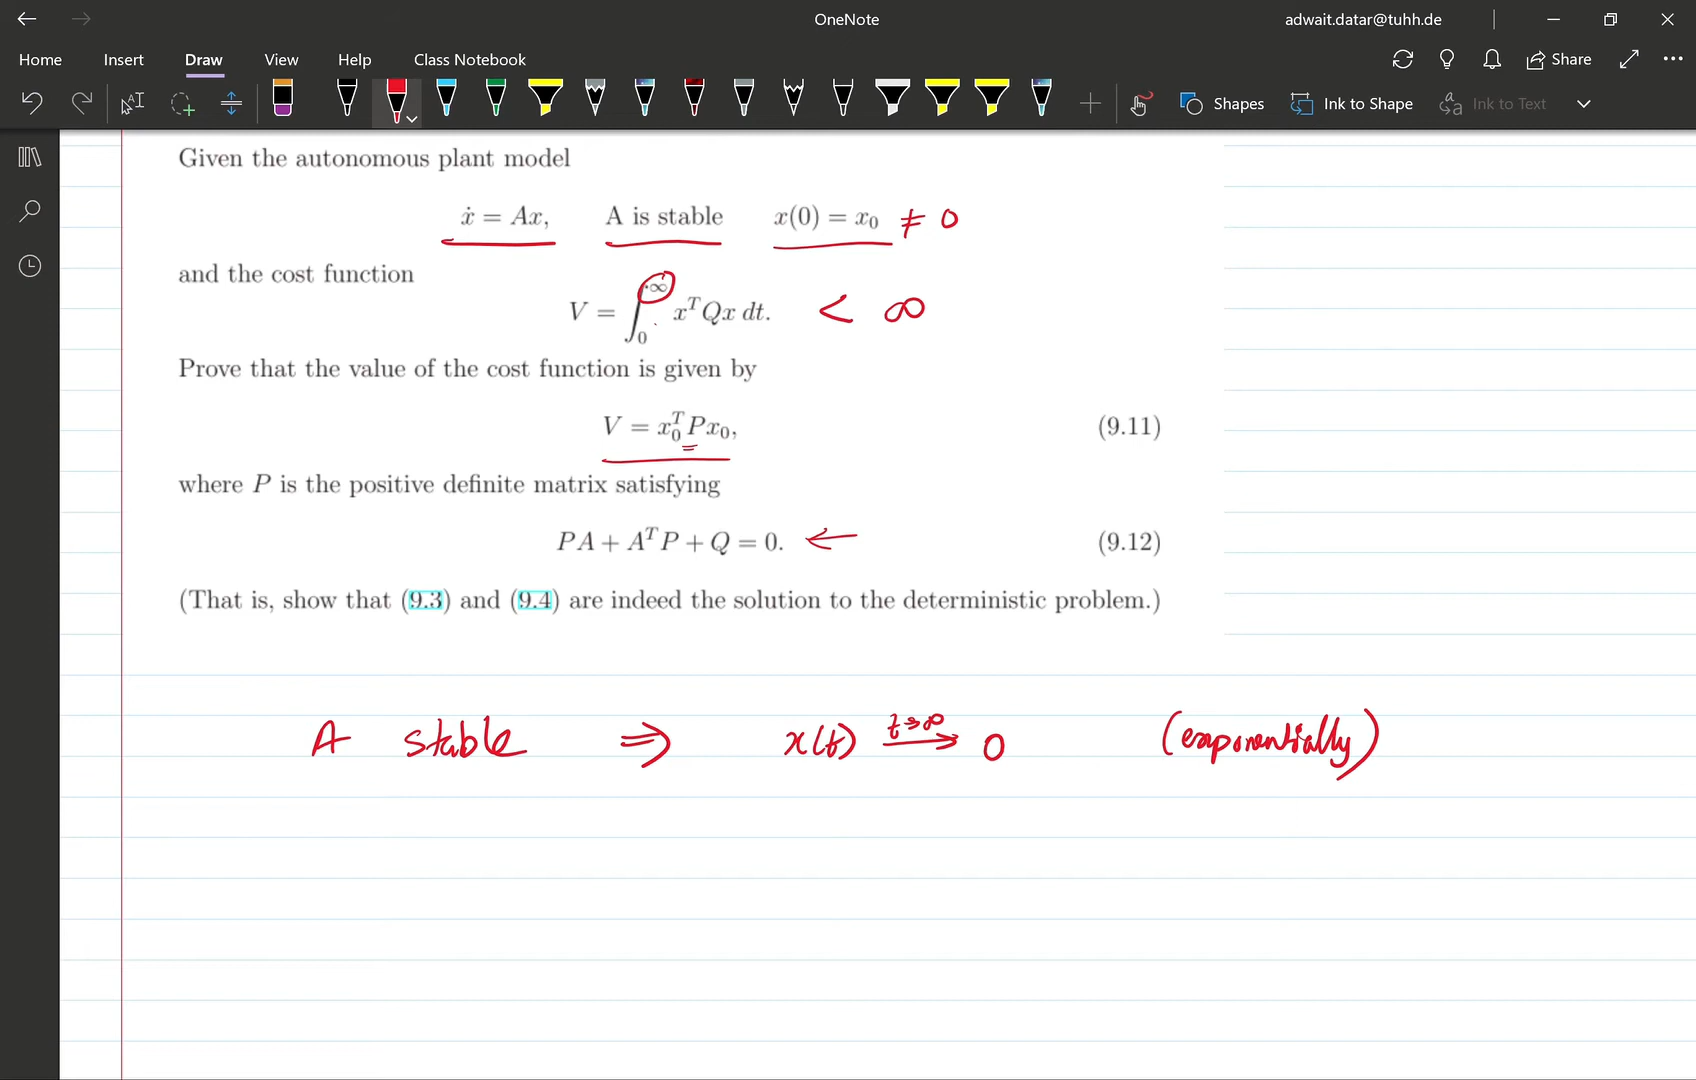 OneNote
adwait.datar@tuhh.de
Home Insert Draw View Help Class Notebook
Share
Shapes Ink to Shape Ink to Text
Given the autonomous plant model
ẋ = Ax, A is stable x(0) = x₀ ≠ 0
and the cost function
V = ∫₀^∞ xᵀQx dt. < ∞
Prove that the value of the cost function is given by
V = x₀ᵀPx₀, (9.11)
where P is the positive definite matrix satisfying
PA + AᵀP + Q = 0. ← (9.12)
(That is, show that (9.3) and (9.4) are indeed the solution to the deterministic problem.)
A stable ⇒ x(t) →^{t→∞} 0 (exponentially)